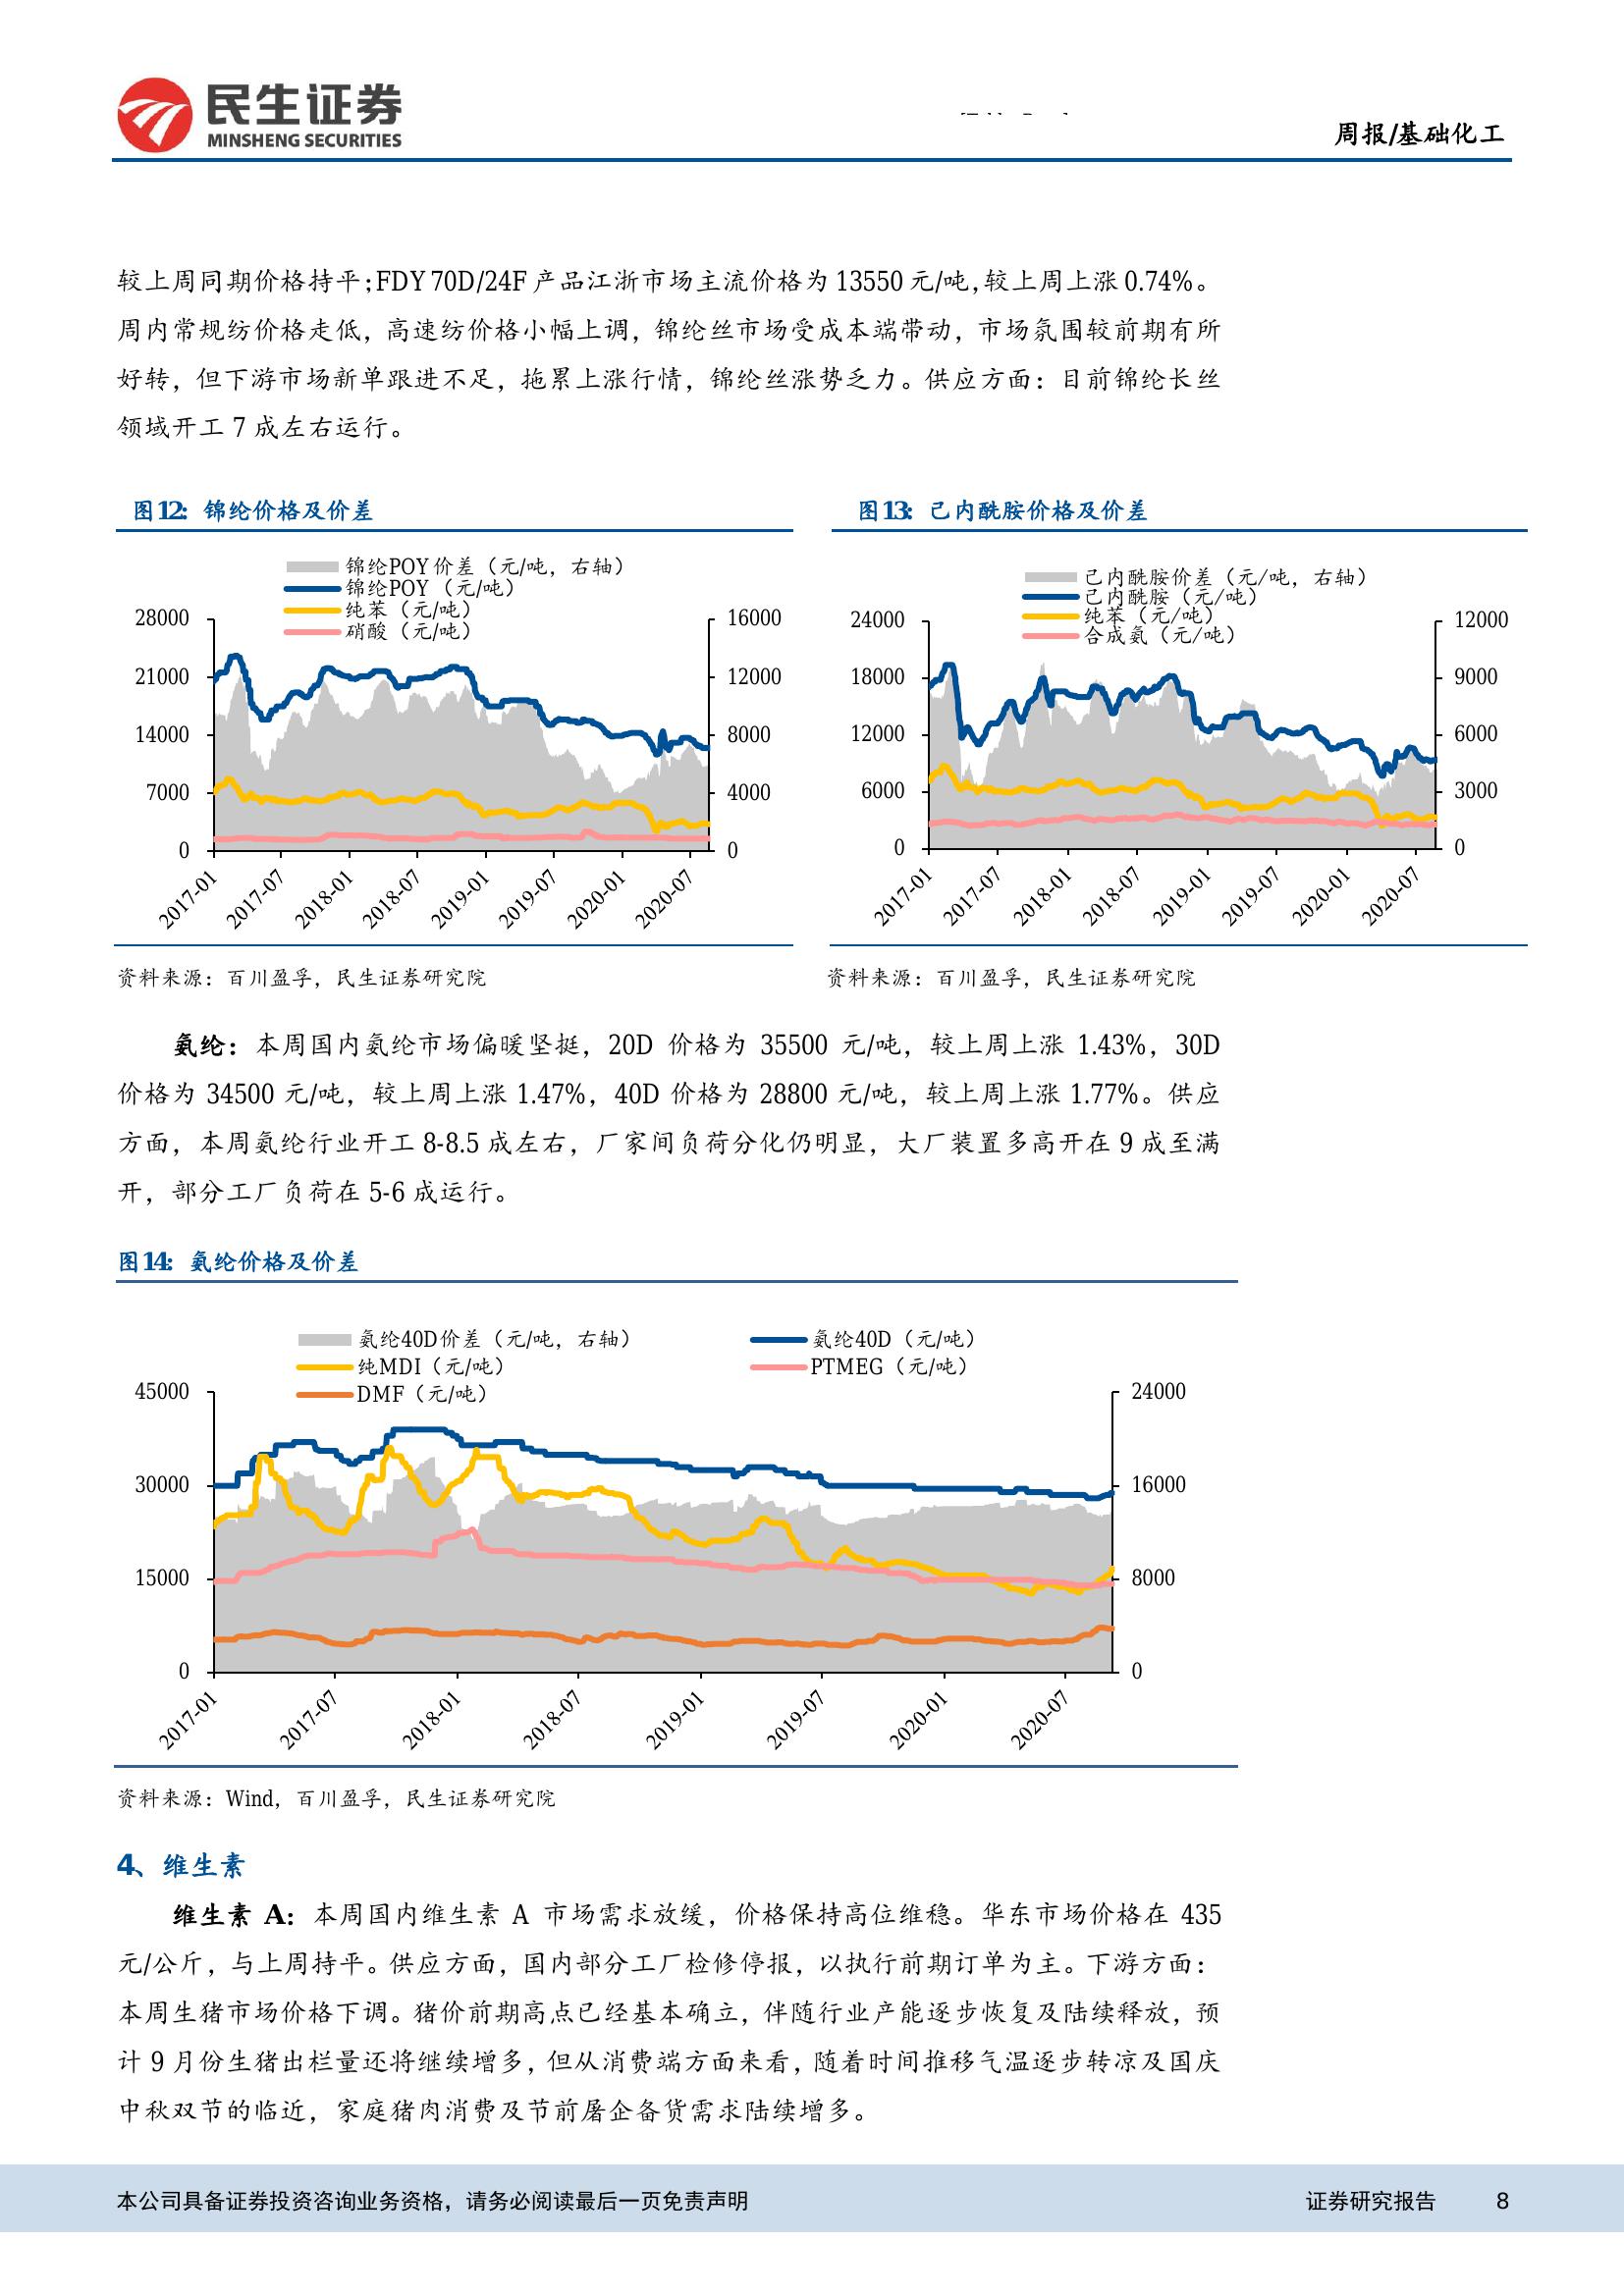 民生证券
MINSHENG SECURITIES
周报/基础化工
较上周同期价格持平；FDY 70D/24F 产品江浙市场主流价格为 13550 元/吨，较上周上涨 0.74%。
周内常规纺价格走低，高速纺价格小幅上调，锦纶丝市场受成本端带动，市场氛围较前期有所
好转，但下游市场新单跟进不足，拖累上涨行情，锦纶丝涨势乏力。供应方面：目前锦纶长丝
领域开工 7 成左右运行。
图12：锦纶价格及价差
锦纶POY 价差（元/吨，右轴）
锦纶POY（元/吨）
纯苯（元/吨）
硝酸（元/吨）
28000
21000
14000
7000
0
16000
12000
8000
4000
0
2017-01
2017-07
2018-01
2018-07
2019-01
2019-07
2020-01
2020-07
资料来源：百川盈孚，民生证券研究院
图13：己内酰胺价格及价差
己内酰胺价差（元/吨，右轴）
己内酰胺（元/吨）
纯苯（元/吨）
合成氨（元/吨）
24000
18000
12000
6000
0
12000
9000
6000
3000
0
2017-01
2017-07
2018-01
2018-07
2019-01
2019-07
2020-01
2020-07
资料来源：百川盈孚，民生证券研究院
氨纶：本周国内氨纶市场偏暖坚挺，20D 价格为 35500 元/吨，较上周上涨 1.43%，30D
价格为 34500 元/吨，较上周上涨 1.47%，40D 价格为 28800 元/吨，较上周上涨 1.77%。供应
方面，本周氨纶行业开工 8-8.5 成左右，厂家间负荷分化仍明显，大厂装置多高开在 9 成至满
开，部分工厂负荷在 5-6 成运行。
图14：氨纶价格及价差
氨纶40D价差（元/吨，右轴）
氨纶40D（元/吨）
纯MDI（元/吨）
PTMEG（元/吨）
DMF（元/吨）
45000
30000
15000
0
24000
16000
8000
0
2017-01
2017-07
2018-01
2018-07
2019-01
2019-07
2020-01
2020-07
资料来源：Wind，百川盈孚，民生证券研究院
4、维生素
维生素 A：本周国内维生素 A 市场需求放缓，价格保持高位维稳。华东市场价格在 435
元/公斤，与上周持平。供应方面，国内部分工厂检修停报，以执行前期订单为主。下游方面：
本周生猪市场价格下调。猪价前期高点已经基本确立，伴随行业产能逐步恢复及陆续释放，预
计 9 月份生猪出栏量还将继续增多，但从消费端方面来看，随着时间推移气温逐步转凉及国庆
中秋双节的临近，家庭猪肉消费及节前屠企备货需求陆续增多。
本公司具备证券投资咨询业务资格，请务必阅读最后一页免责声明
证券研究报告 8